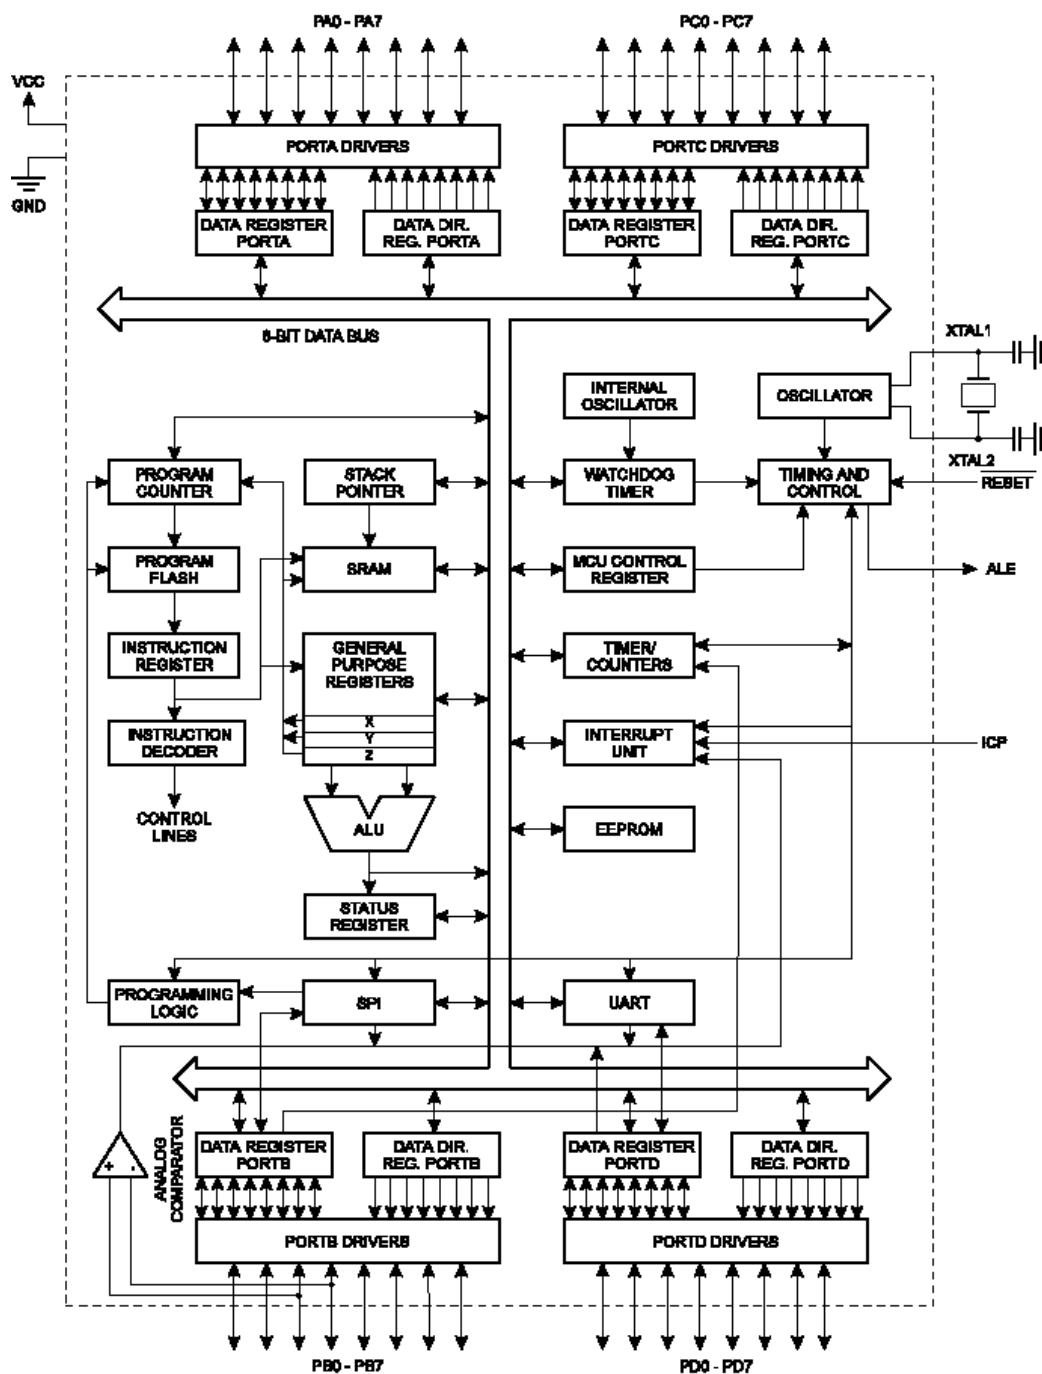 PA0 - PA7
PC0 - PC7
VCC
GND
PORTA DRIVERS
PORTC DRIVERS
DATA REGISTER
PORTA
DATA DIR.
REG. PORTA
DATA REGISTER
PORTC
DATA DIR.
REG. PORTC
8-BIT DATA BUS
XTAL1
INTERNAL
OSCILLATOR
OSCILLATOR
XTAL2
PROGRAM
COUNTER
STACK
POINTER
WATCHDOG
TIMER
TIMING AND
CONTROL
RESET
PROGRAM
FLASH
SRAM
MCU CONTROL
REGISTER
ALE
INSTRUCTION
REGISTER
GENERAL
PURPOSE
REGISTERS
X
Y
Z
TIMER/
COUNTERS
INSTRUCTION
DECODER
INTERRUPT
UNIT
ICP
CONTROL
LINES
ALU
EEPROM
STATUS
REGISTER
PROGRAMMING
LOGIC
SPI
UART
ANALOG
COMPARATOR
+
-
DATA REGISTER
PORTB
DATA DIR.
REG. PORTB
DATA REGISTER
PORTD
DATA DIR.
REG. PORTD
PORTB DRIVERS
PORTD DRIVERS
PB0 - PB7
PD0 - PD7